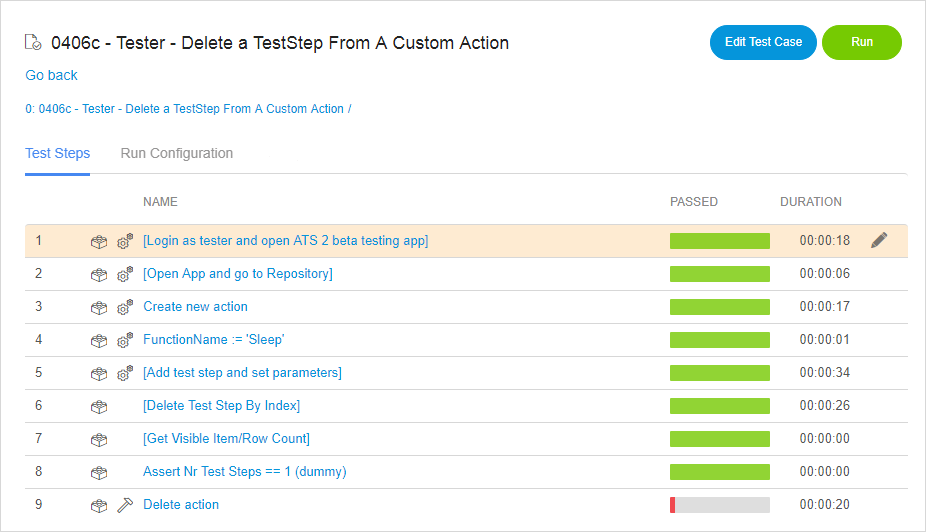 0406c - Tester - Delete a TestStep From A Custom Action
Edit Test Case
Run
Go back
0: 0406c - Tester - Delete a TestStep From A Custom Action /
Test Steps
Run Configuration
NAME PASSED DURATION
1 [Login as tester and open ATS 2 beta testing app] 00:00:18
2 [Open App and go to Repository] 00:00:06
3 Create new action 00:00:17
4 FunctionName := 'Sleep' 00:00:01
5 [Add test step and set parameters] 00:00:34
6 [Delete Test Step By Index] 00:00:26
7 [Get Visible Item/Row Count] 00:00:00
8 Assert Nr Test Steps == 1 (dummy) 00:00:00
9 Delete action 00:00:20